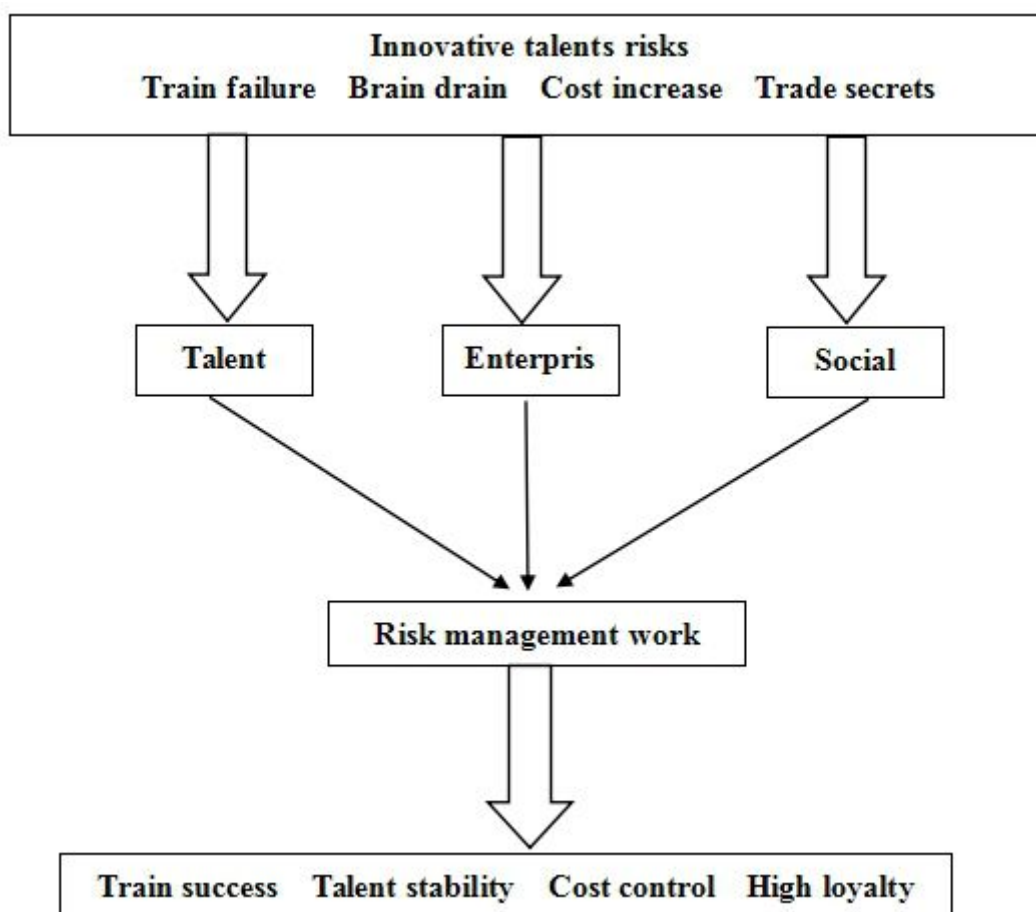 Innovative talents risks
Train failure Brain drain Cost increase Trade secrets
Talent
Enterpris
Social
Risk management work
Train success Talent stability Cost control High loyalty